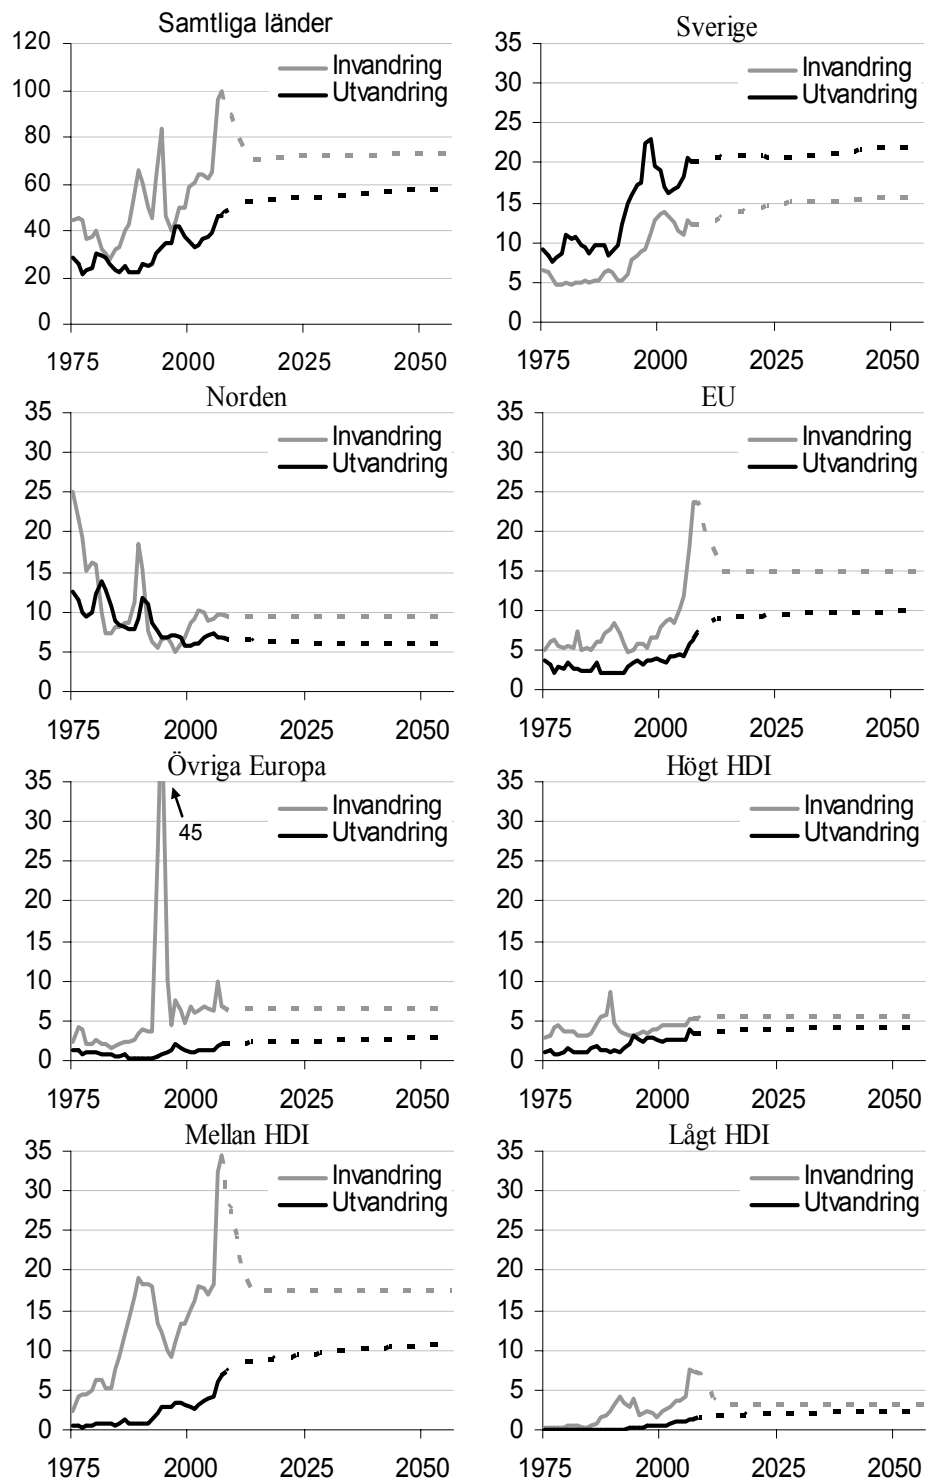 Samtliga länder
120
100
80
60
40
20
0
Invandring
Utvandring
1975 2000 2025 2050
Sverige
35
30
25
20
15
10
5
0
Invandring
Utvandring
1975 2000 2025 2050
Norden
35
30
25
20
15
10
5
0
Invandring
Utvandring
1975 2000 2025 2050
EU
35
30
25
20
15
10
5
0
Invandring
Utvandring
1975 2000 2025 2050
Övriga Europa
35
30
25
20
15
10
5
0
Invandring
Utvandring
45
1975 2000 2025 2050
Högt HDI
35
30
25
20
15
10
5
0
Invandring
Utvandring
1975 2000 2025 2050
Mellan HDI
35
30
25
20
15
10
5
0
Invandring
Utvandring
1975 2000 2025 2050
Lågt HDI
35
30
25
20
15
10
5
0
Invandring
Utvandring
1975 2000 2025 2050